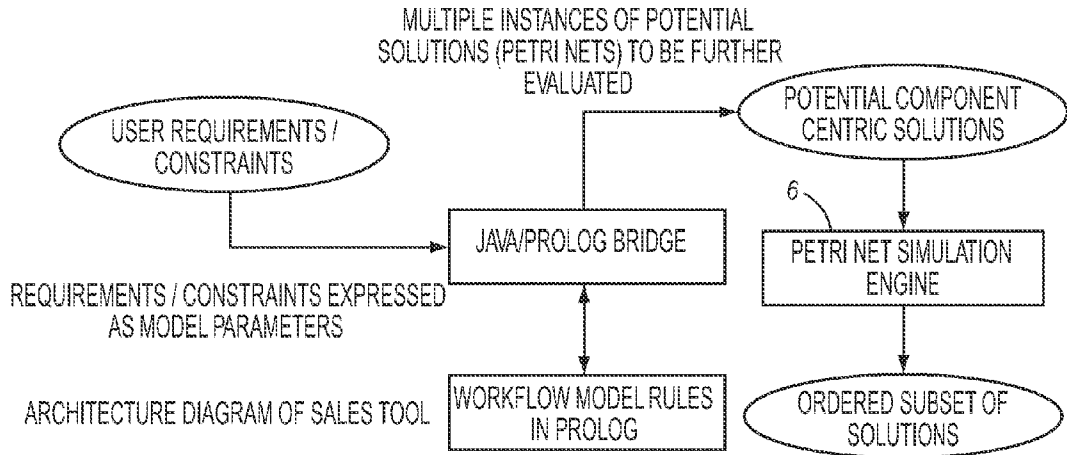 MULTIPLE INSTANCES OF POTENTIAL
SOLUTIONS (PETRI NETS) TO BE FURTHER
EVALUATED
USER REQUIREMENTS /
CONSTRAINTS
POTENTIAL COMPONENT
CENTRIC SOLUTIONS
6
JAVA/PROLOG BRIDGE
PETRI NET SIMULATION
ENGINE
REQUIREMENTS / CONSTRAINTS EXPRESSED
AS MODEL PARAMETERS
ARCHITECTURE DIAGRAM OF SALES TOOL
WORKFLOW MODEL RULES
IN PROLOG
ORDERED SUBSET OF
SOLUTIONS